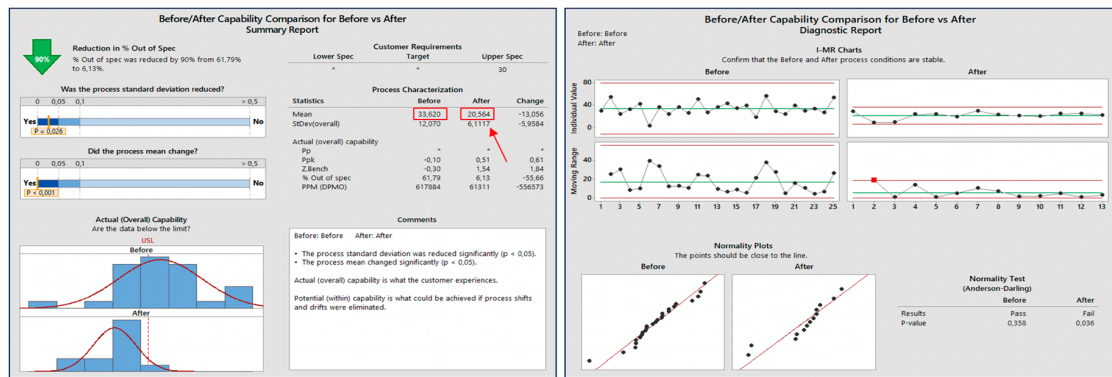 Before/After Capability Comparison for Before vs After
Summary Report
90%
Reduction in % Out of Spec
% Out of spec was reduced by 90% from 61,79%
to 6,13%.
Was the process standard deviation reduced?
0 0,05 0,1 > 0,5
Yes No
P = 0,026
Did the process mean change?
0 0,05 0,1 > 0,5
Yes No
P < 0,001
Actual (Overall) Capability
Are the data below the limit?
USL
Before
After
Customer Requirements
Lower Spec Target Upper Spec
* * 30
Process Characterization
Statistics Before After Change
Mean 33,620 20,564 -13,056
StDev(overall) 12,070 6,1117 -5,9584
Actual (overall) capability
Pp * * *
Ppk -0,10 0,51 0,61
Z.Bench -0,30 1,54 1,84
% Out of spec 61,79 6,13 -55,66
PPM (DPMO) 617884 61311 -556573
Comments
Before: Before After: After
• The process standard deviation was reduced significantly (p < 0,05).
• The process mean changed significantly (p < 0,05).
Actual (overall) capability is what the customer experiences.
Potential (within) capability is what could be achieved if process shifts
and drifts were eliminated.
Before/After Capability Comparison for Before vs After
Diagnostic Report
Before: Before
After: After
I-MR Charts
Confirm that the Before and After process conditions are stable.
Before After
Individual Value
80
40
0
Moving Range
50
25
0
1 3 5 7 9 11 13 15 17 19 21 23 25
1 2 3 4 5 6 7 8 9 10 11 12 13
Normality Plots
The points should be close to the line.
Before After
Normality Test
(Anderson-Darling)
Before After
Results Pass Fail
P-value 0,358 0,036